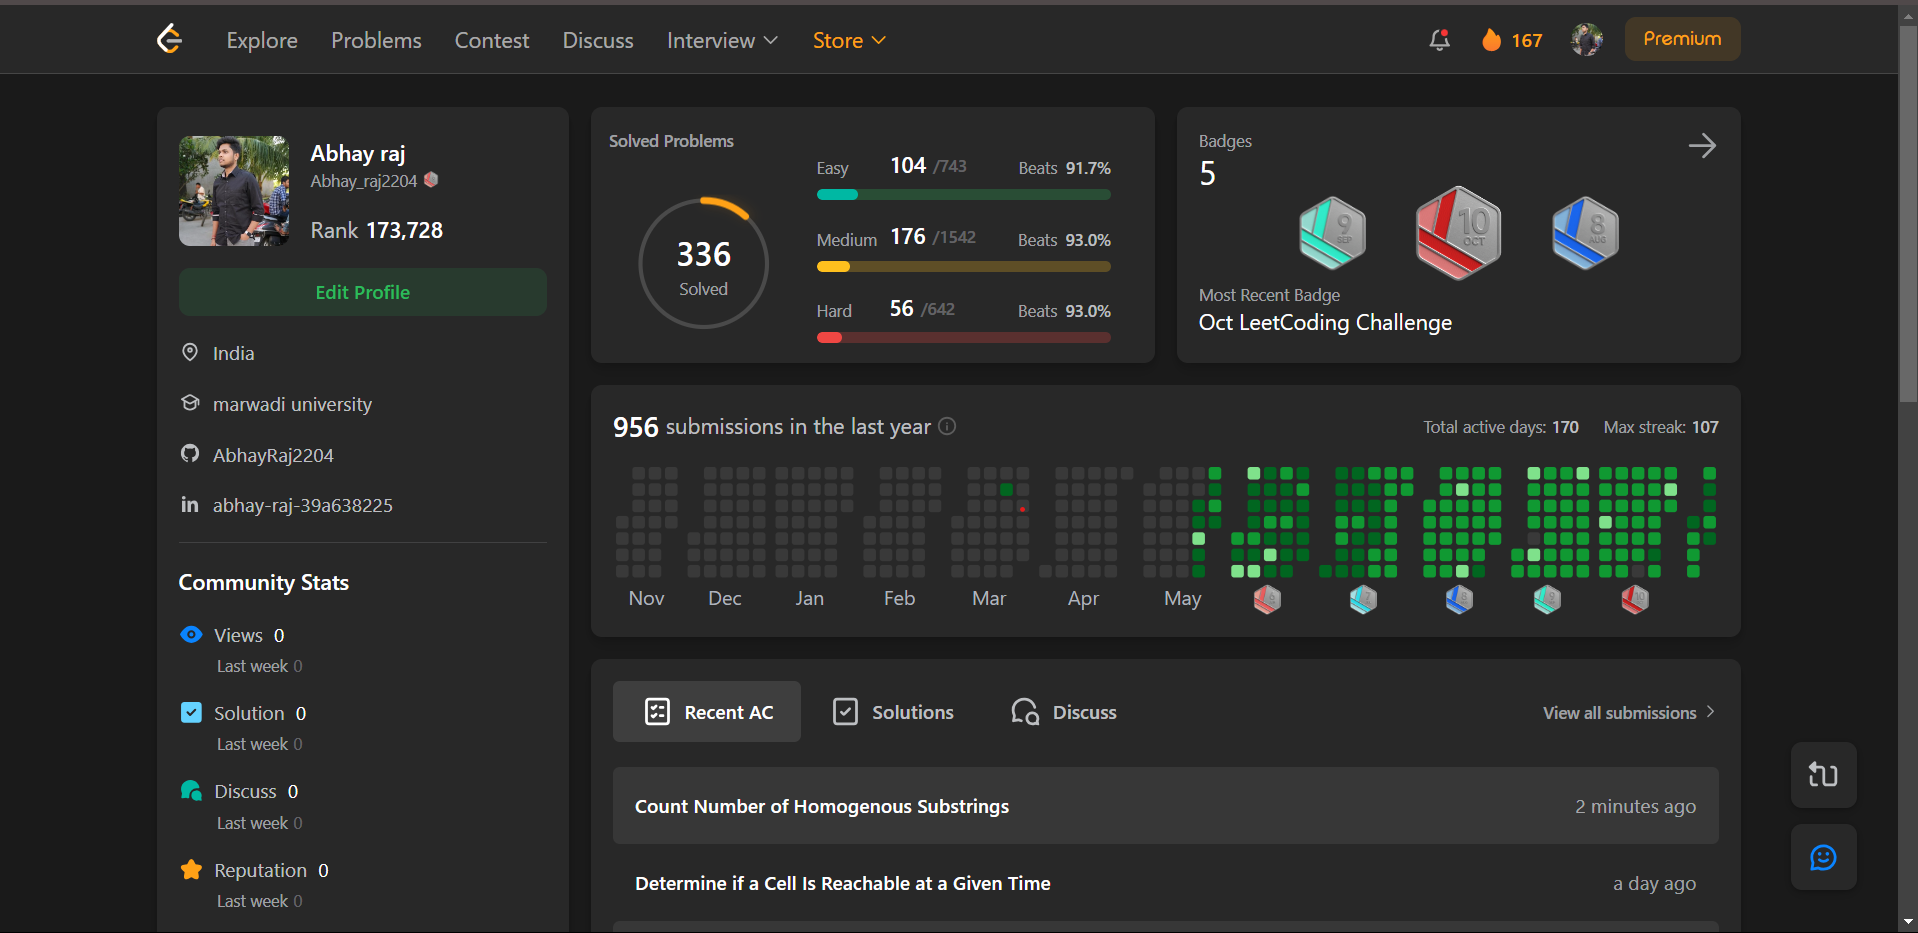 Explore Problems Contest Discuss Interview Store 167 Premium
Abhay raj
Abhay_raj2204
Rank 173,728
Edit Profile
India
marwadi university
AbhayRaj2204
abhay-raj-39a638225
Community Stats
Views 0
Last week 0
Solution 0
Last week 0
Discuss 0
Last week 0
Reputation 0
Last week 0
Solved Problems
336
Solved
Easy 104 /743 Beats 91.7%
Medium 176 /1542 Beats 93.0%
Hard 56 /642 Beats 93.0%
Badges
5
9 SEP
10 OCT
8 AUG
Most Recent Badge
Oct LeetCoding Challenge
956 submissions in the last year
Total active days: 170 Max streak: 107
Nov Dec Jan Feb Mar Apr May
Recent AC Solutions Discuss View all submissions
Count Number of Homogenous Substrings 2 minutes ago
Determine if a Cell Is Reachable at a Given Time a day ago